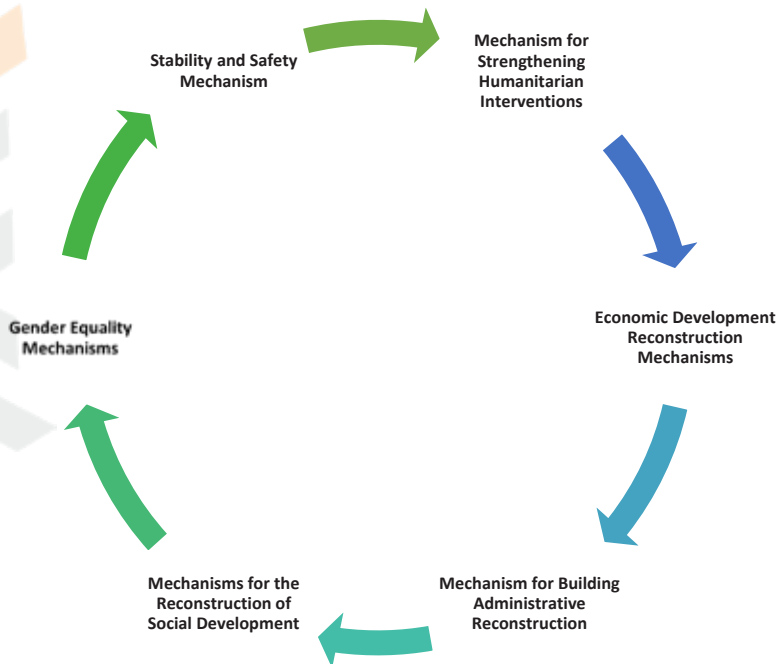 Stability and Safety
Mechanism
Mechanism for
Strengthening
Humanitarian
Interventions
Economic Development
Reconstruction
Mechanisms
Mechanism for Building
Administrative
Reconstruction
Mechanisms for the
Reconstruction of
Social Development
Gender Equality
Mechanisms